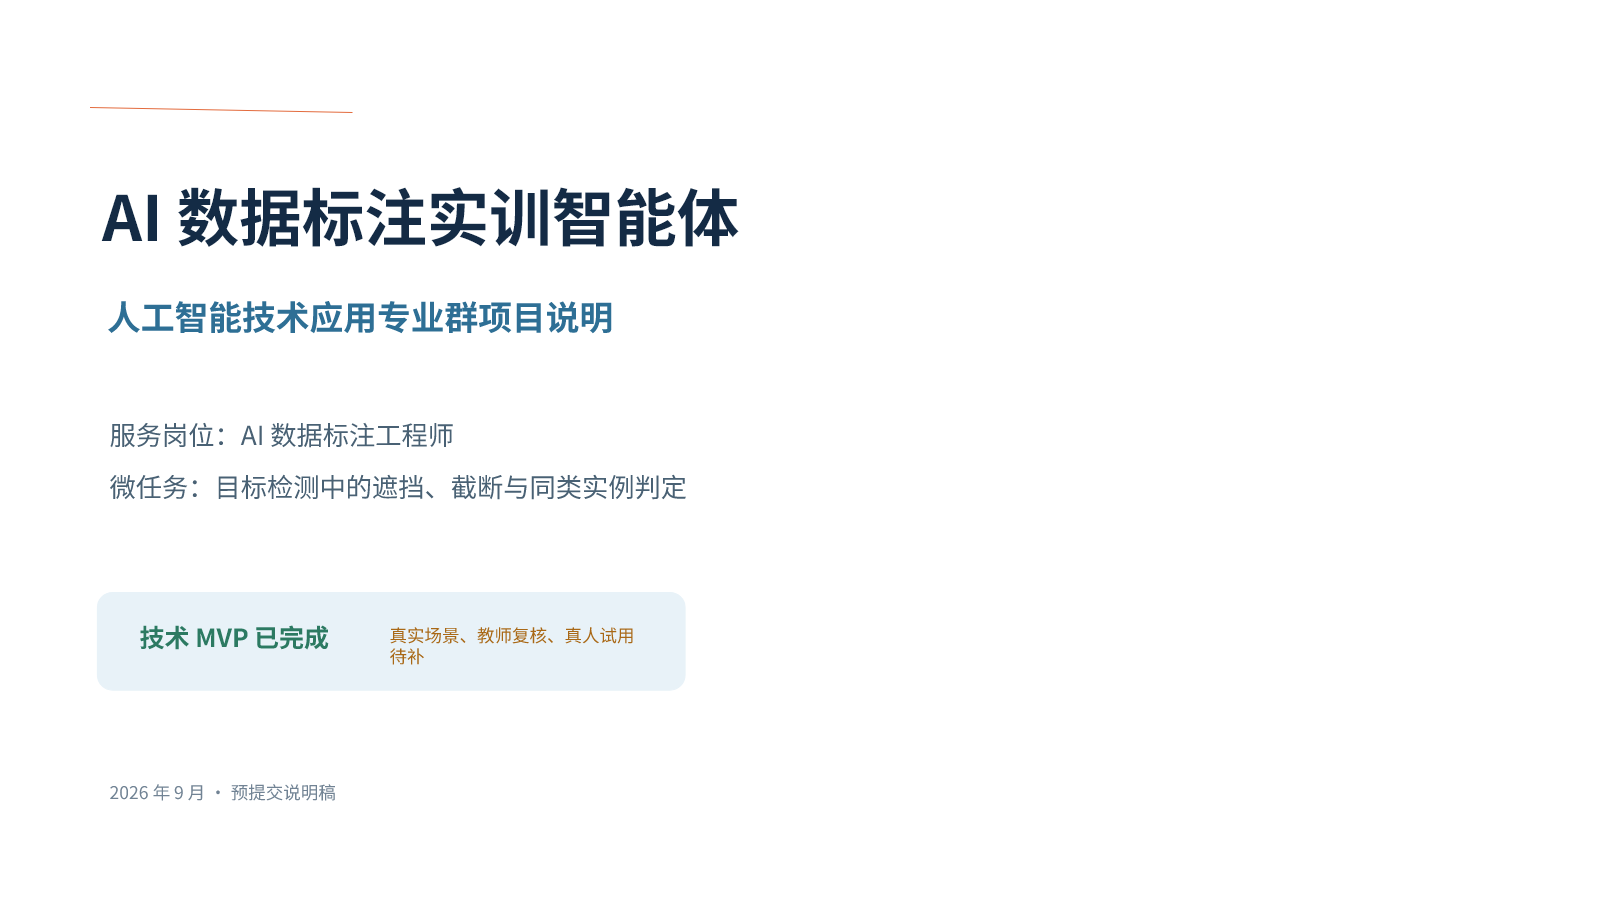 AI 数据标注实训智能体
人工智能技术应用专业群项目说明
服务岗位：AI 数据标注工程师
微任务：目标检测中的遮挡、截断与同类实例判定
技术 MVP 已完成
真实场景、教师复核、真人试用
待补
2026 年 9 月 · 预提交说明稿